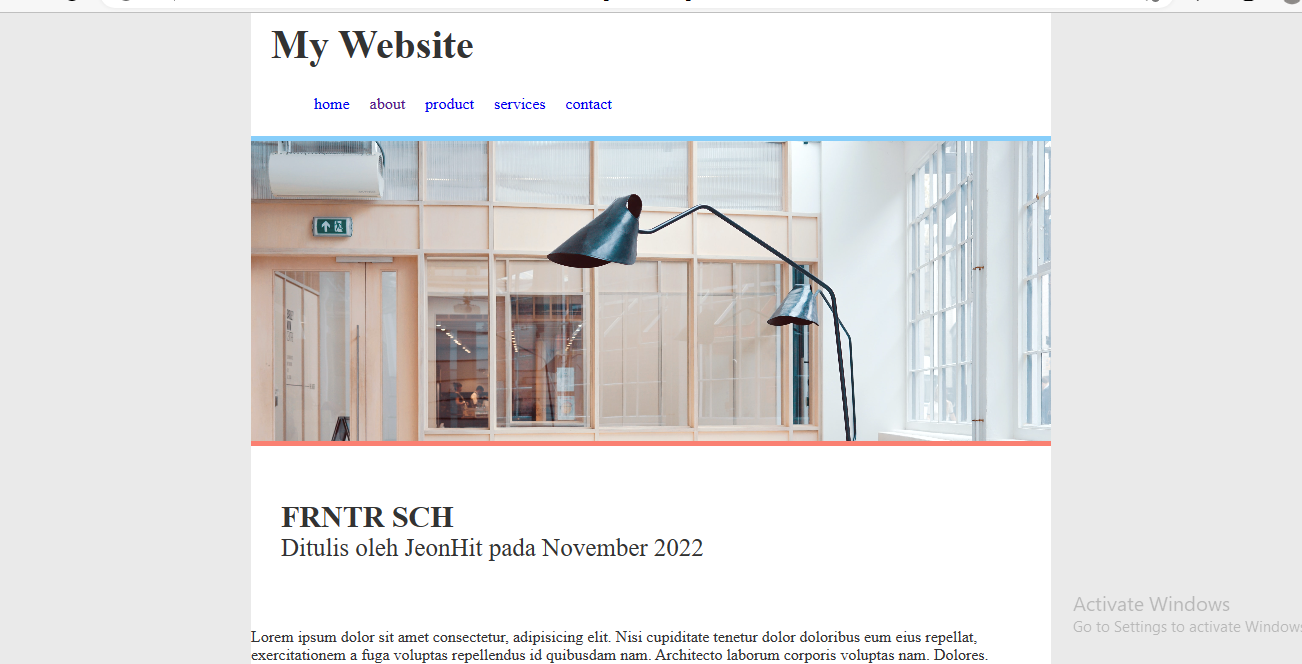 My Website
home about product services contact
FRNTR SCH
Ditulis oleh JeonHit pada November 2022
Lorem ipsum dolor sit amet consectetur, adipisicing elit. Nisi cupiditate tenetur dolor doloribus eum eius repellat,
exercitationem a fuga voluptas repellendus id quibusdam nam. Architecto laborum corporis voluptas nam. Dolores.
Activate Windows
Go to Settings to activate Windows